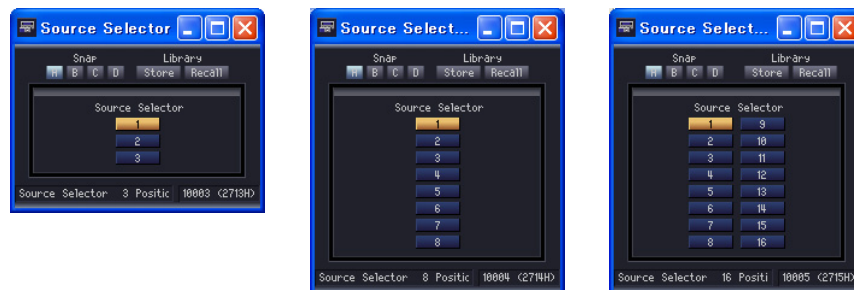 Source Selector
Snap Library
A B C D Store Recall
Source Selector
1
2
3
Source Selector 3 Positic 10003 (2713H)
Source Select...
Snap Library
A B C D Store Recall
Source Selector
1
2
3
4
5
6
7
8
Source Selector 8 Positic 10004 (2714H)
Source Select...
Snap Library
A B C D Store Recall
Source Selector
1 9
2 10
3 11
4 12
5 13
6 14
7 15
8 16
Source Selector 16 Positi 10005 (2715H)